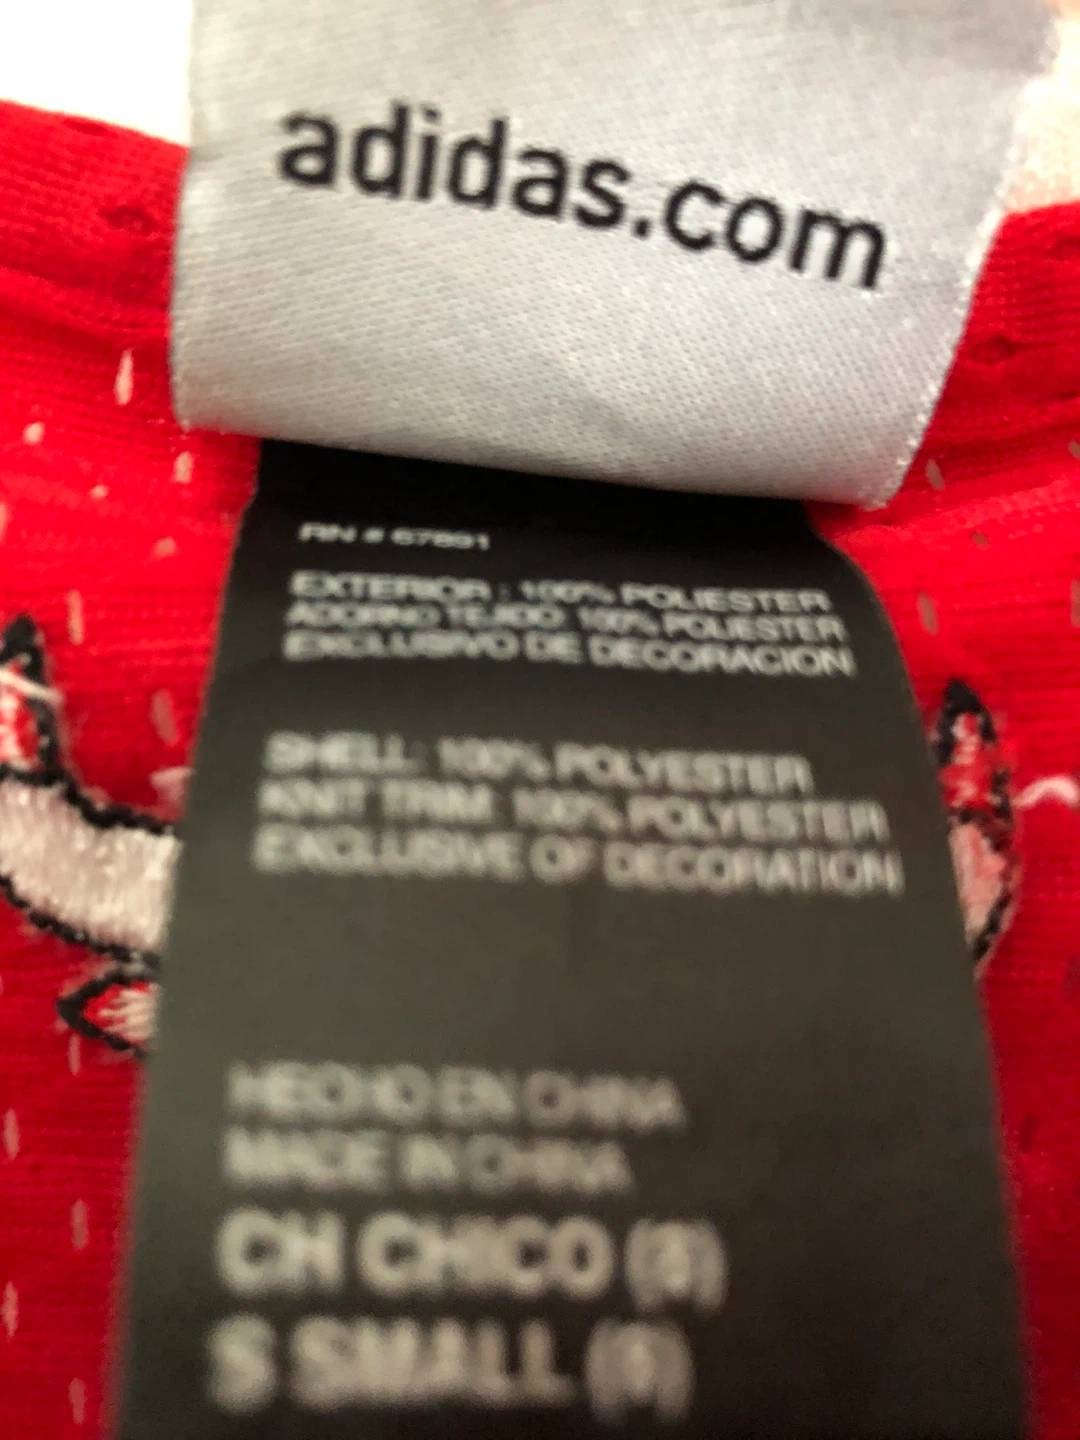 adidas.com
RN # 67891
EXTERIOR : 100% POLIESTER
ADORNO TEJIDO: 100% POLIESTER
EXCLUSIVO DE DECORACION
SHELL: 100% POLYESTER
KNIT TRIM: 100% POLYESTER
EXCLUSIVE OF DECORATION
HECHO EN CHINA
MADE IN CHINA
CH CHICO
S SMALL